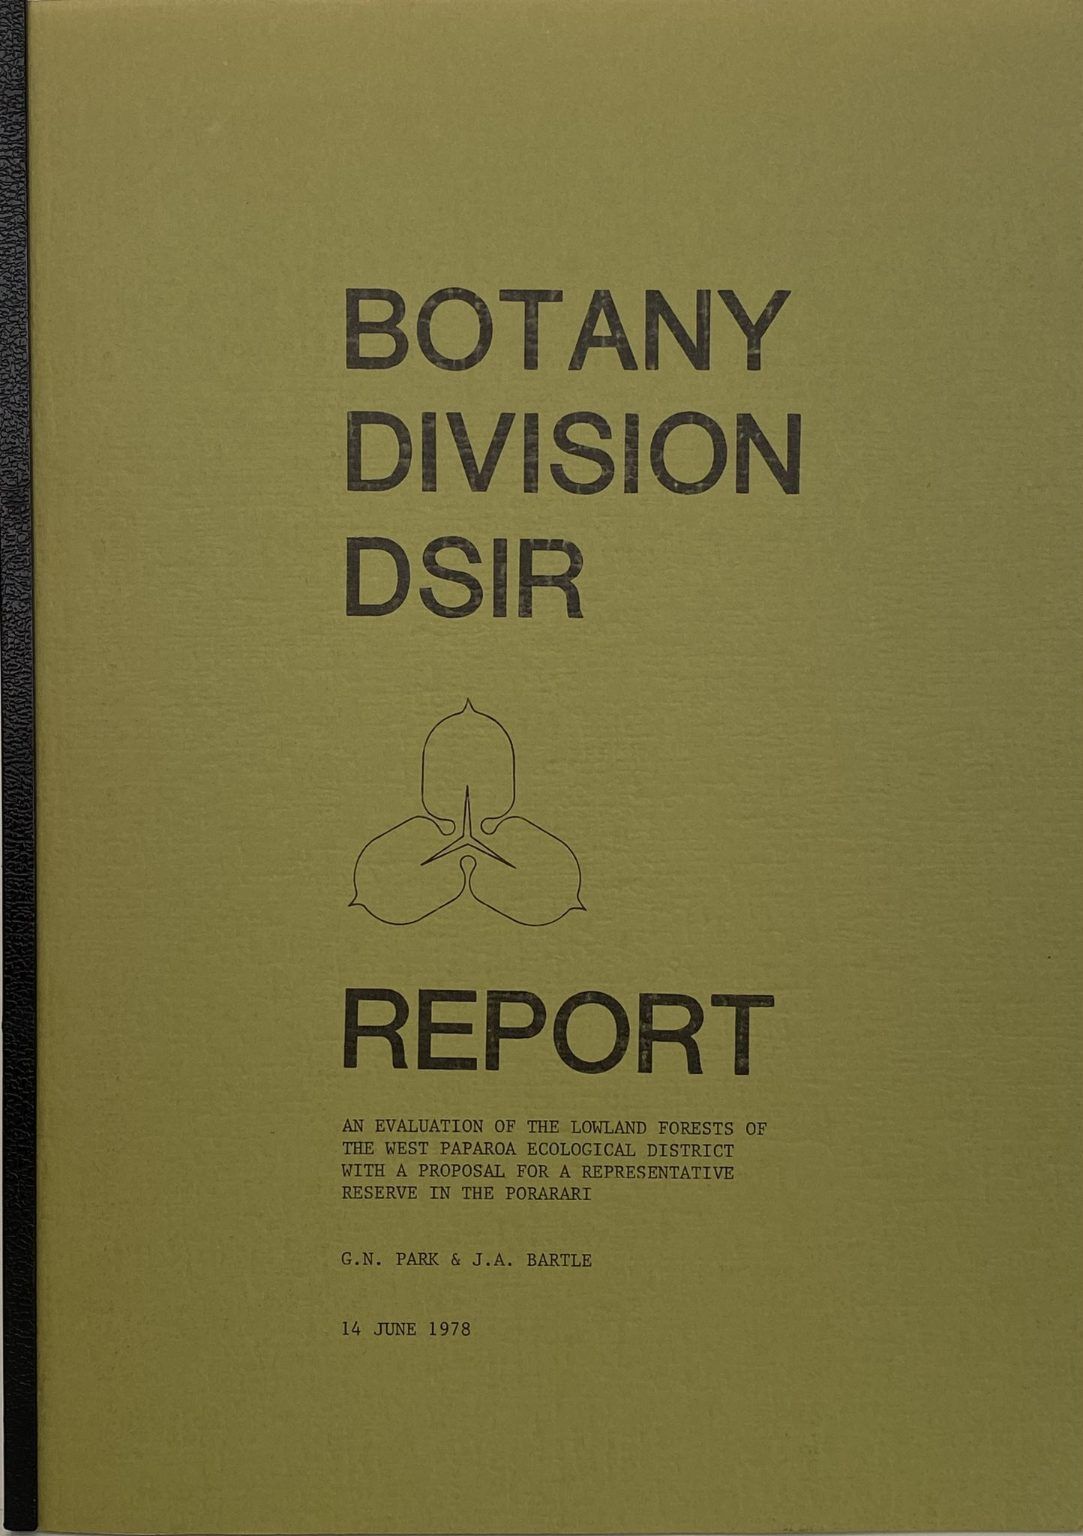 BOTANY
DIVISION
DSIR
REPORT
AN EVALUATION OF THE LOWLAND FORESTS OF
THE WEST PAPAROA ECOLOGICAL DISTRICT
WITH A PROPOSAL FOR A REPRESENTATIVE
RESERVE IN THE PORARARI
G.N. PARK & J.A. BARTLE
14 JUNE 1978